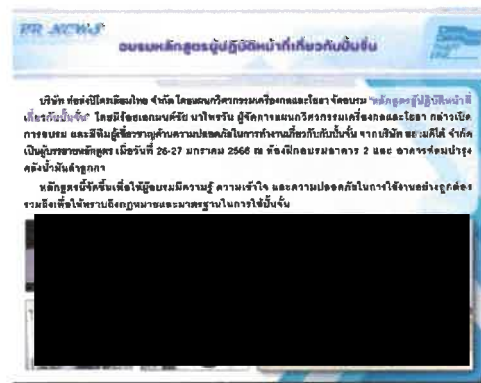 PR NEWS
อบรมหลักสูตรผู้ปฏิบัติหน้าที่เกี่ยวกับปั้นจั่น
บริษัท ท่อส่งปิโตรเลียมไทย จำกัด โดยแผนกวิศวกรรมเครื่องกลและโยธา จัดอบรม "หลักสูตรผู้ปฏิบัติหน้าที่
เกี่ยวกับปั้นจั่น" โดยมีร้อยเอกมนต์ชัย นาไพรวัน ผู้จัดการแผนกวิศวกรรมเครื่องกลและโยธา กล่าวเปิด
การอบรม และมีทีมผู้เชี่ยวชาญด้านความปลอดภัยในการทำงานเกี่ยวกับปั้นจั่น จากบริษัท จำกัด
เป็นผู้บรรยายหลักสูตร เมื่อวันที่ 26-27 มกราคม 2566 ณ ห้องฝึกอบรมอาคาร 2 และ อาคารซ่อมบำรุง
คลังน้ำมันลำลูกกา
หลักสูตรนี้จัดขึ้นเพื่อให้ผู้อบรมมีความรู้ ความเข้าใจ และความปลอดภัยในการใช้งานอย่างถูกต้อง
รวมถึงเพื่อให้ทราบถึงกฎหมายและมาตรฐานในการใช้ปั้นจั่น